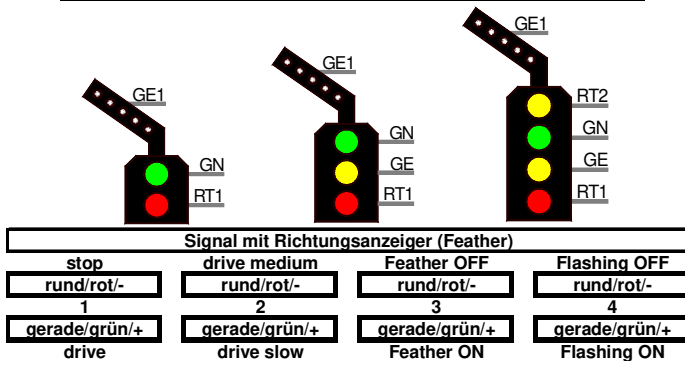 GE1
RT2
GN
GE
RT1
GE1
GN
GE
RT1
GE1
GN
RT1
Signal mit Richtungsanzeiger (Feather)
stop drive medium Feather OFF Flashing OFF
rund/rot/- rund/rot/- rund/rot/- rund/rot/-
1 2 3 4
gerade/grün/+ gerade/grün/+ gerade/grün/+ gerade/grün/+
drive drive slow Feather ON Flashing ON